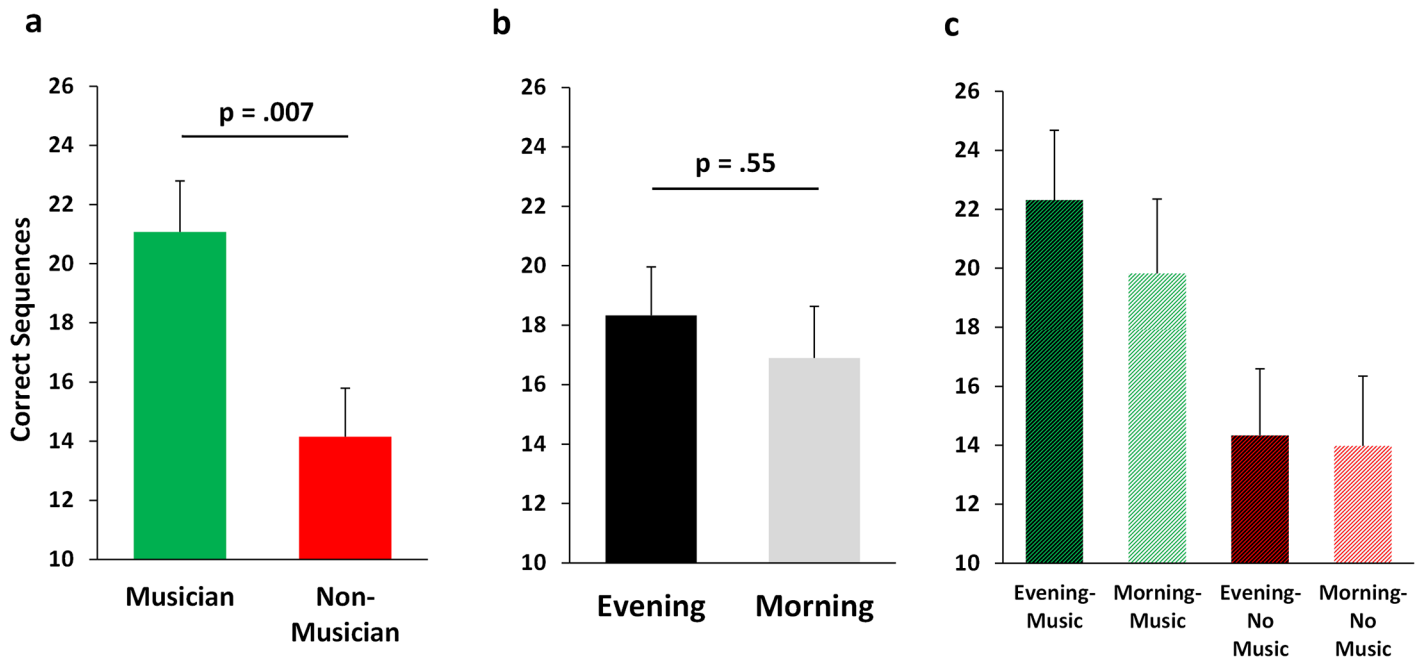 a
p = .007
Correct Sequences
26
24
22
20
18
16
14
12
10
Musician
Non-
Musician
b
p = .55
26
24
22
20
18
16
14
12
10
Evening
Morning
c
26
24
22
20
18
16
14
12
10
Evening-
Music
Morning-
Music
Evening-
No
Music
Morning-
No
Music